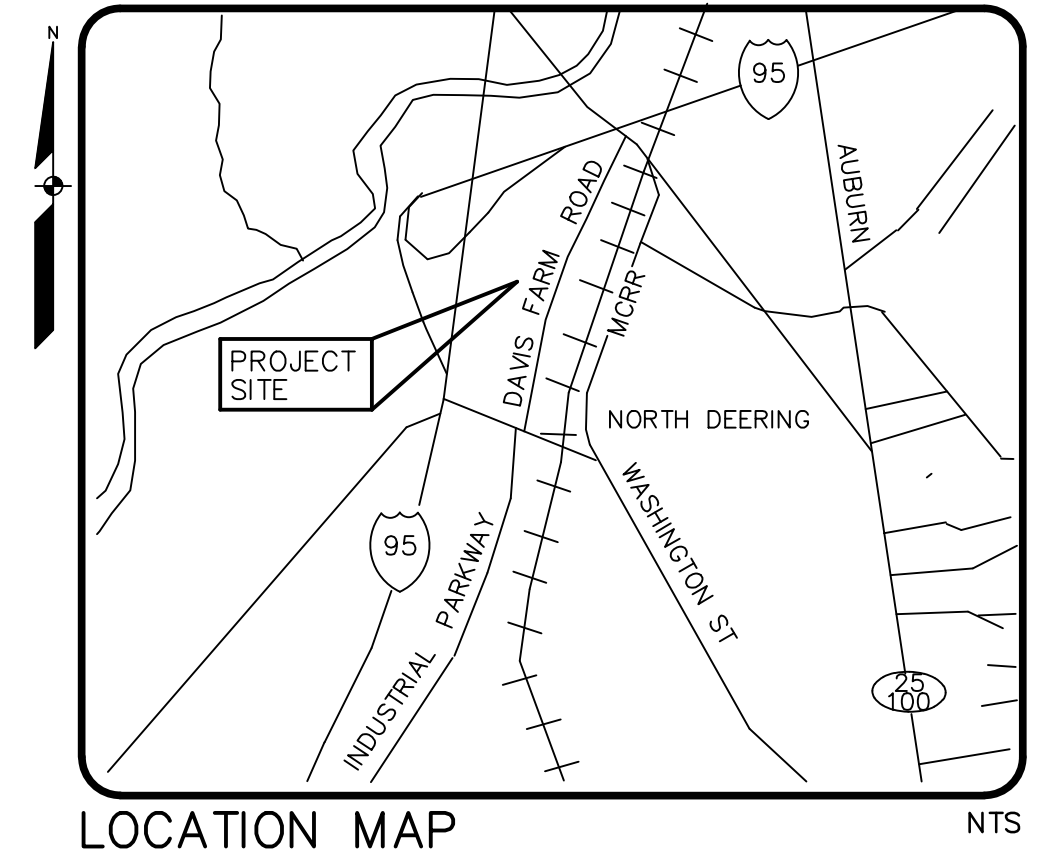 N
95
AUBURN
DAVIS FARM ROAD
MCRR
PROJECT
SITE
NORTH DEERING
WASHINGTON ST
95
INDUSTRIAL PARKWAY
25
100
LOCATION MAP
NTS